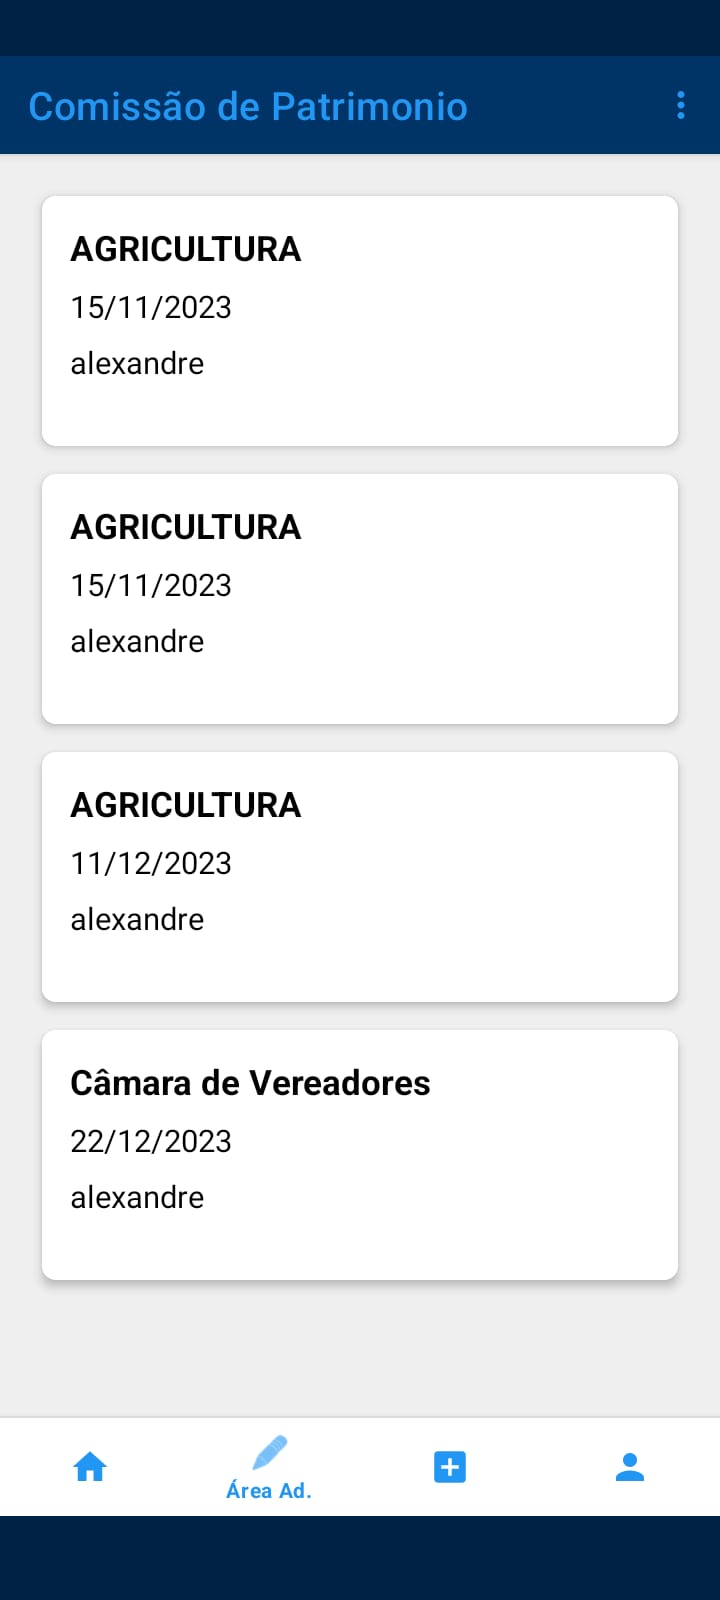 Comissão de Patrimonio
AGRICULTURA
15/11/2023
alexandre
AGRICULTURA
15/11/2023
alexandre
AGRICULTURA
11/12/2023
alexandre
Câmara de Vereadores
22/12/2023
alexandre
Área Ad.